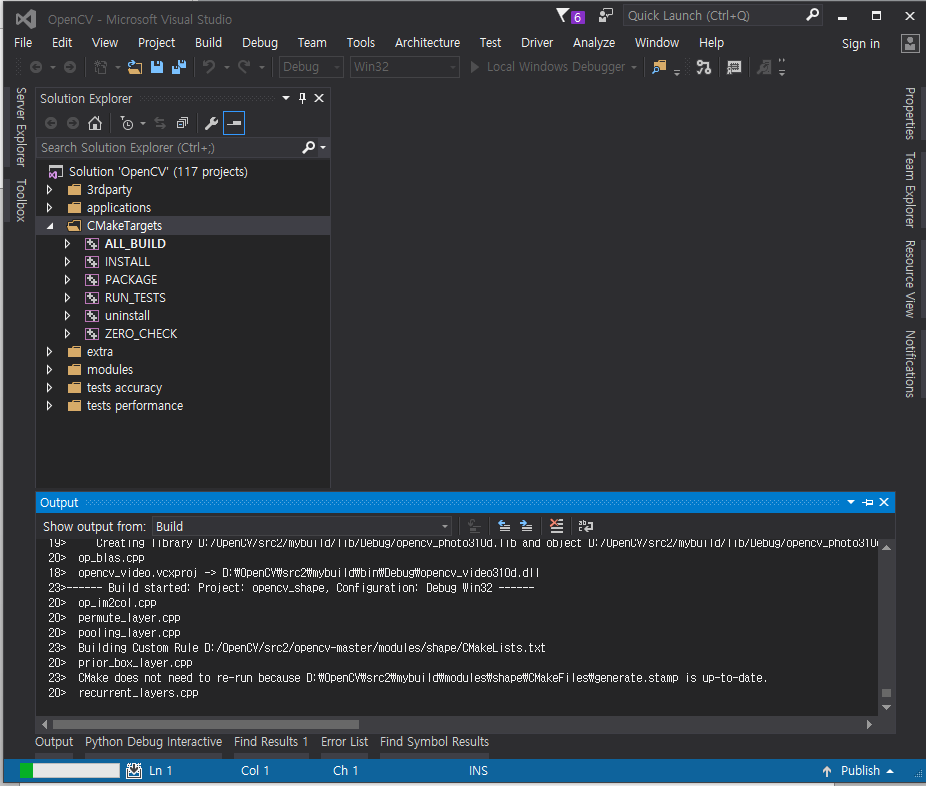 OpenCV - Microsoft Visual Studio
6
Quick Launch (Ctrl+Q)
File Edit View Project Build Debug Team Tools Architecture Test Driver Analyze Window Help
Sign in
Debug Win32 Local Windows Debugger
Server Explorer
Toolbox
Solution Explorer
Search Solution Explorer (Ctrl+;)
Solution 'OpenCV' (117 projects)
3rdparty
applications
CMakeTargets
ALL_BUILD
INSTALL
PACKAGE
RUN_TESTS
uninstall
ZERO_CHECK
extra
modules
tests accuracy
tests performance
Properties
Team Explorer
Resource View
Notifications
Output
Show output from: Build
19> Creating library D:/OpenCV/src2/mybuild/lib/Debug/opencv_photo310d.lib and object D:/OpenCV/src2/mybuild/lib/Debug/opencv_photo310
20> op_blas.cpp
18> opencv_video.vcxproj -> D:₩OpenCV₩src2₩mybuild₩bin₩Debug₩opencv_video310d.dll
23>------ Build started: Project: opencv_shape, Configuration: Debug Win32 ------
20> op_im2col.cpp
20> permute_layer.cpp
20> pooling_layer.cpp
23> Building Custom Rule D:/OpenCV/src2/opencv-master/modules/shape/CMakeLists.txt
20> prior_box_layer.cpp
23> CMake does not need to re-run because D:₩OpenCV₩src2₩mybuild₩modules₩shape₩CMakeFiles₩generate.stamp is up-to-date.
20> recurrent_layers.cpp
Output Python Debug Interactive Find Results 1 Error List Find Symbol Results
Ln 1 Col 1 Ch 1 INS Publish